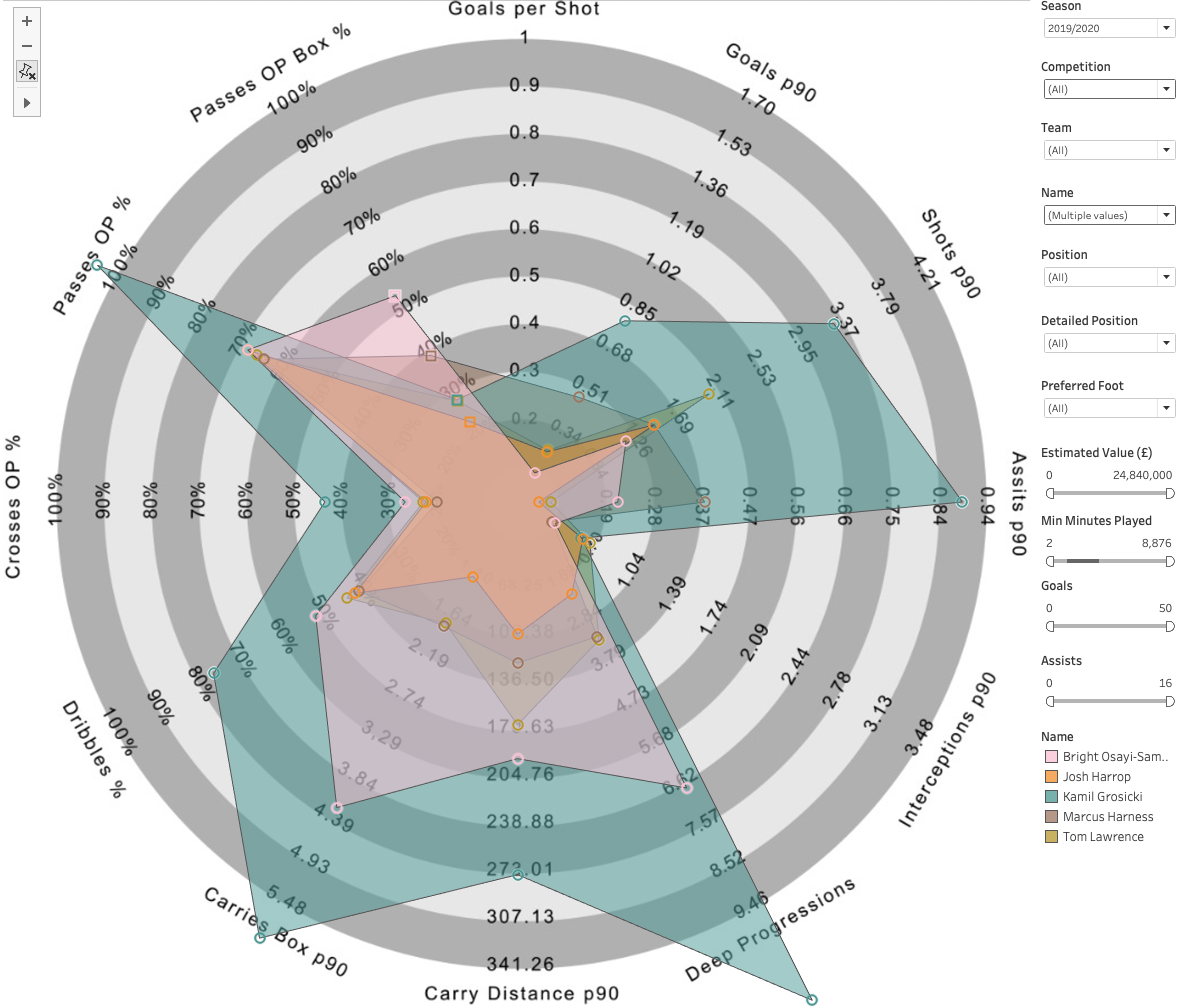 Goals per Shot
1
0.9
0.8
0.7
0.6
0.5
0.4
0.3
0.2
Goals p90
1.70
1.53
1.36
1.19
1.02
0.85
0.68
0.51
0.34
Shots p90
4.21
3.79
3.37
2.95
2.53
2.11
1.69
1.26
Assits p90
0.94
0.84
0.75
0.66
0.56
0.47
0.37
0.28
0.19
Interceptions p90
3.48
3.13
2.78
2.44
2.09
1.74
1.39
1.04
Deep Progressions
9.46
8.52
7.57
6.62
5.68
4.73
3.79
Carry Distance p90
341.26
307.13
273.01
238.88
204.76
170.63
136.50
102.38
Carries Box p90
5.48
4.93
4.39
3.84
3.29
2.74
2.19
1.64
Dribbles %
100%
90%
80%
70%
60%
50%
Crosses OP %
100%
90%
80%
70%
60%
50%
40%
30%
20%
Passes OP %
100%
90%
80%
70%
Passes OP Box %
100%
90%
80%
70%
60%
50%
40%
30%
Season
2019/2020
Competition
(All)
Team
(All)
Name
(Multiple values)
Position
(All)
Detailed Position
(All)
Preferred Foot
(All)
Estimated Value (£)
0 24,840,000
Min Minutes Played
2 8,876
Goals
0 50
Assists
0 16
Name
Bright Osayi-Sam..
Josh Harrop
Kamil Grosicki
Marcus Harness
Tom Lawrence